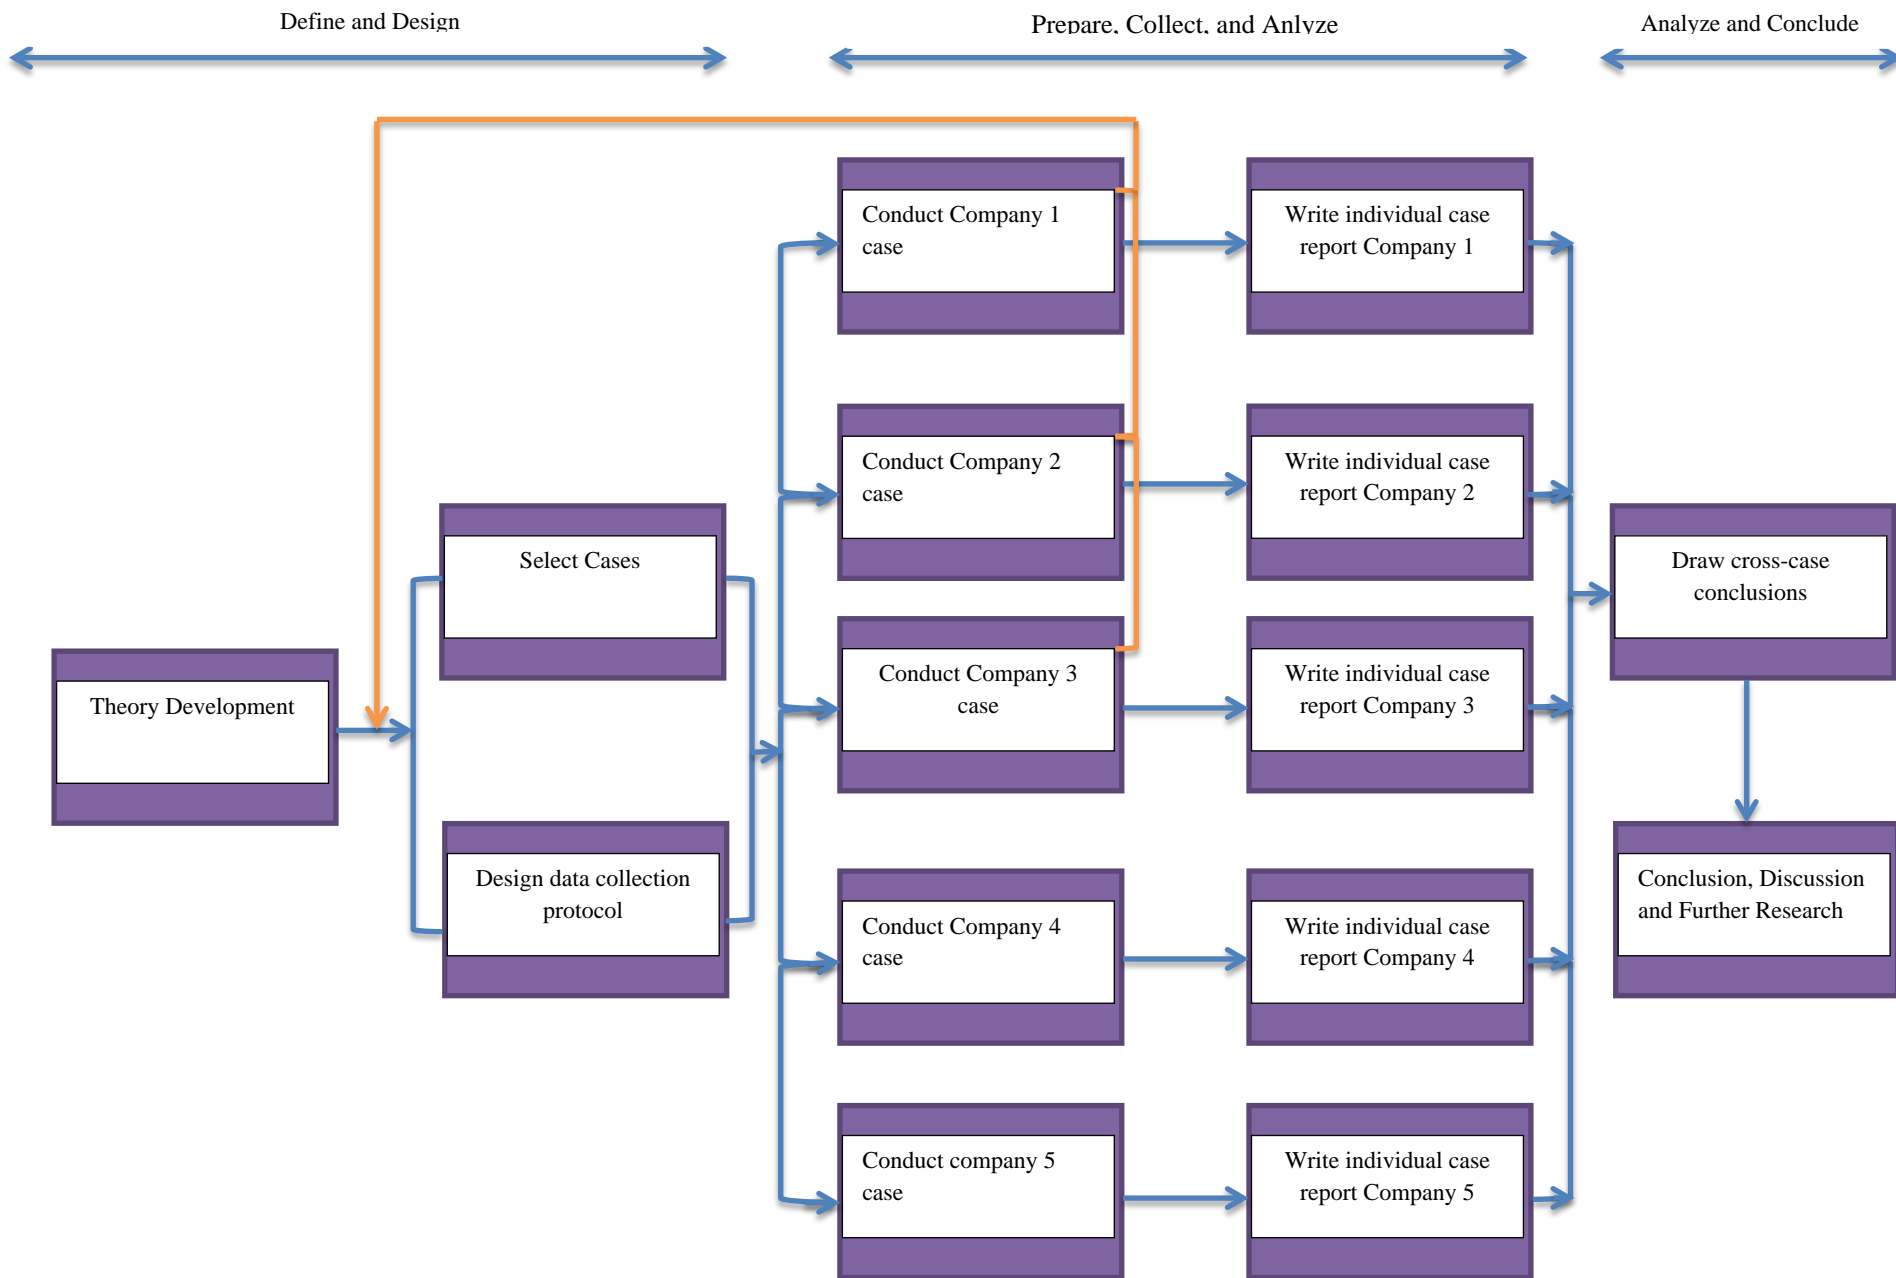 Define and Design
Prepare, Collect, and Anlyze
Analyze and Conclude
Theory Development
Select Cases
Design data collection
protocol
Conduct Company 1
case
Write individual case
report Company 1
Conduct Company 2
case
Write individual case
report Company 2
Conduct Company 3
case
Write individual case
report Company 3
Conduct Company 4
case
Write individual case
report Company 4
Conduct company 5
case
Write individual case
report Company 5
Draw cross-case
conclusions
Conclusion, Discussion
and Further Research